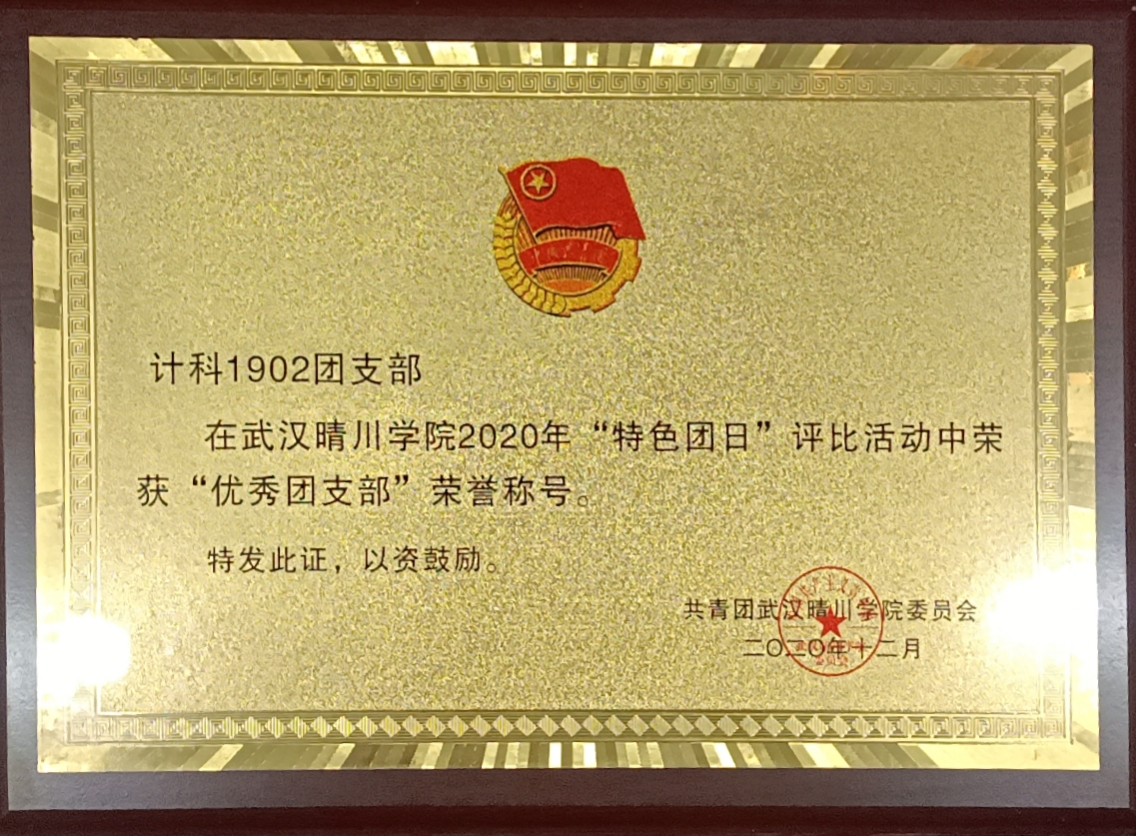 计科1902团支部
在武汉晴川学院2020年“特色团日”评比活动中荣
获“优秀团支部”荣誉称号。
特发此证，以资鼓励。
共青团武汉晴川学院委员会
二〇二〇年十二月